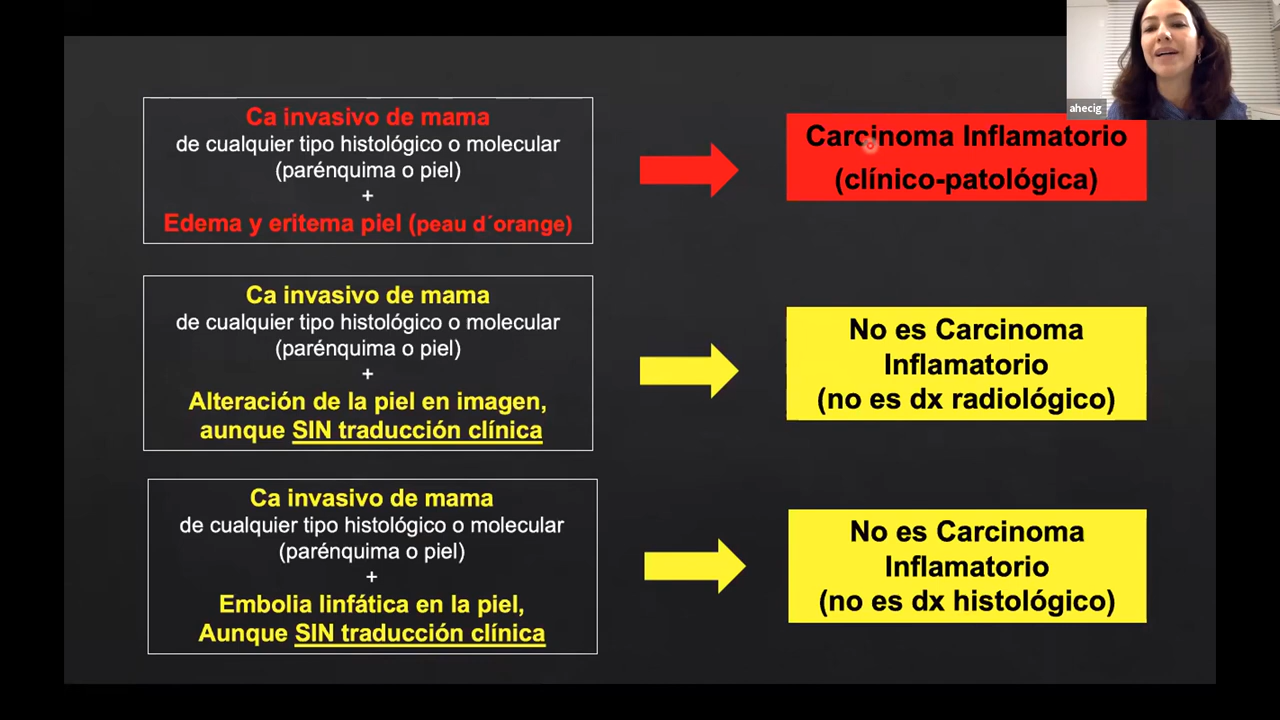 ahecig
Ca invasivo de mama
de cualquier tipo histológico o molecular
(parénquima o piel)
+
Edema y eritema piel (peau d´orange)
Carcinoma Inflamatorio
(clínico-patológica)
Ca invasivo de mama
de cualquier tipo histológico o molecular
(parénquima o piel)
+
Alteración de la piel en imagen,
aunque SIN traducción clínica
No es Carcinoma
Inflamatorio
(no es dx radiológico)
Ca invasivo de mama
de cualquier tipo histológico o molecular
(parénquima o piel)
+
Embolia linfática en la piel,
Aunque SIN traducción clínica
No es Carcinoma
Inflamatorio
(no es dx histológico)